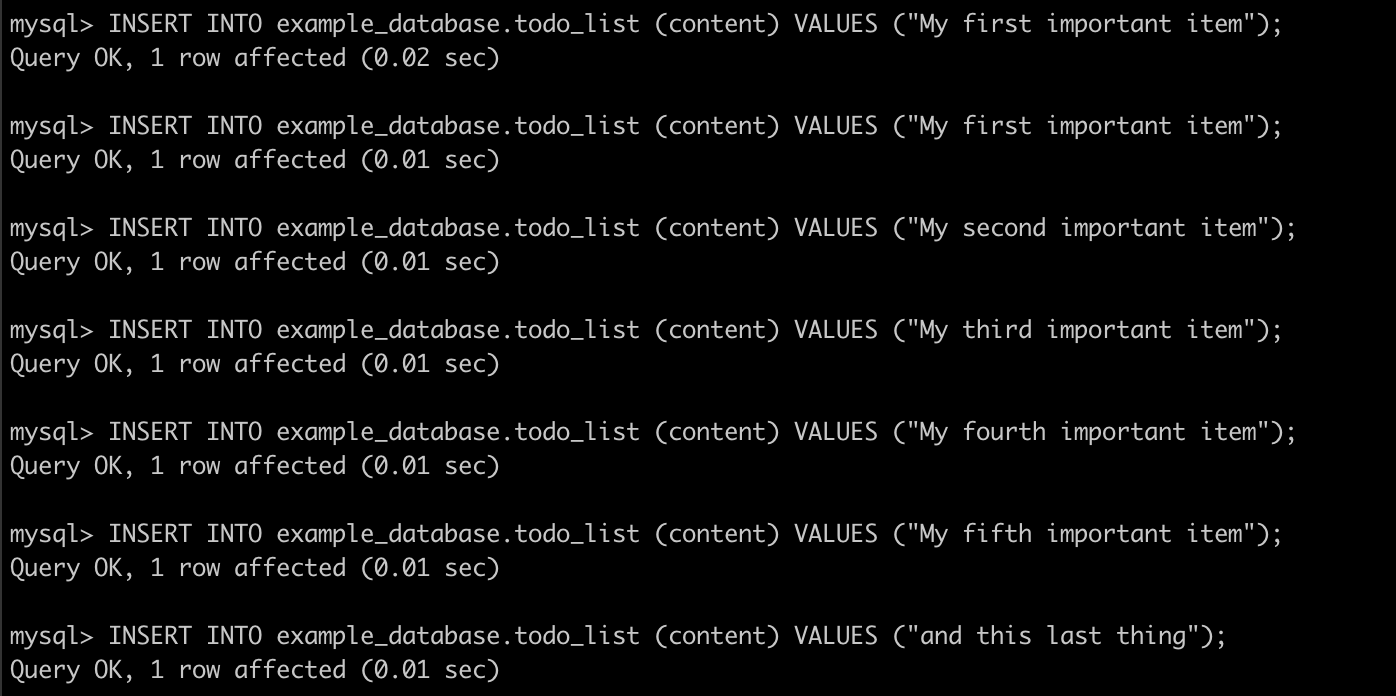 mysql> INSERT INTO example_database.todo_list (content) VALUES ("My first important item");
Query OK, 1 row affected (0.02 sec)
mysql> INSERT INTO example_database.todo_list (content) VALUES ("My first important item");
Query OK, 1 row affected (0.01 sec)
mysql> INSERT INTO example_database.todo_list (content) VALUES ("My second important item");
Query OK, 1 row affected (0.01 sec)
mysql> INSERT INTO example_database.todo_list (content) VALUES ("My third important item");
Query OK, 1 row affected (0.01 sec)
mysql> INSERT INTO example_database.todo_list (content) VALUES ("My fourth important item");
Query OK, 1 row affected (0.01 sec)
mysql> INSERT INTO example_database.todo_list (content) VALUES ("My fifth important item");
Query OK, 1 row affected (0.01 sec)
mysql> INSERT INTO example_database.todo_list (content) VALUES ("and this last thing");
Query OK, 1 row affected (0.01 sec)